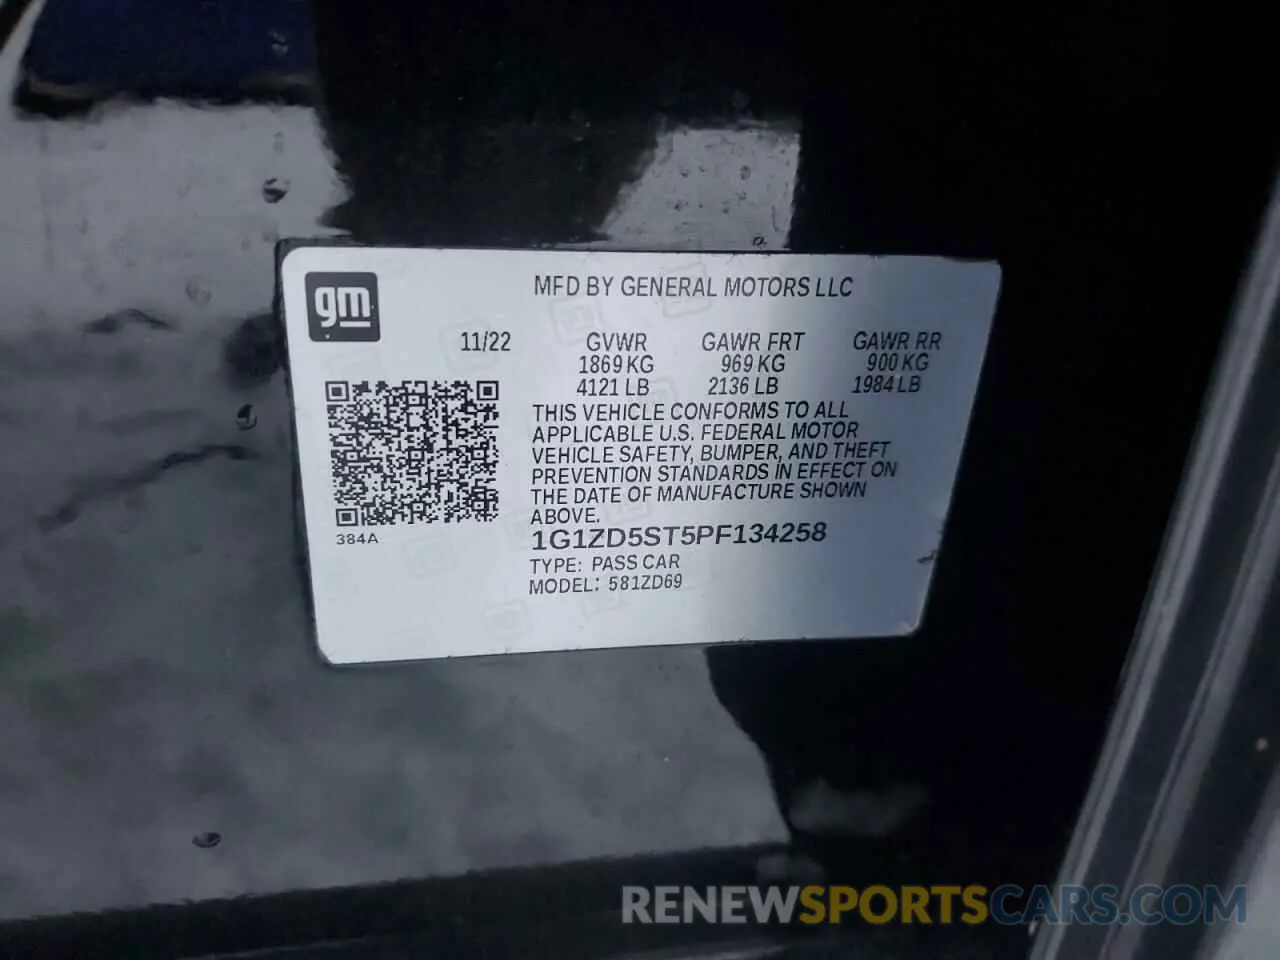 gm
MFD BY GENERAL MOTORS LLC
11/22 GVWR GAWR FRT GAWR RR
1869 KG 969 KG 900 KG
4121 LB 2136 LB 1984 LB
THIS VEHICLE CONFORMS TO ALL
APPLICABLE U.S. FEDERAL MOTOR
VEHICLE SAFETY, BUMPER, AND THEFT
PREVENTION STANDARDS IN EFFECT ON
THE DATE OF MANUFACTURE SHOWN
ABOVE.
384A
1G1ZD5ST5PF134258
TYPE: PASS CAR
MODEL: 581ZD69
RENEWSPORTSCARS.COM